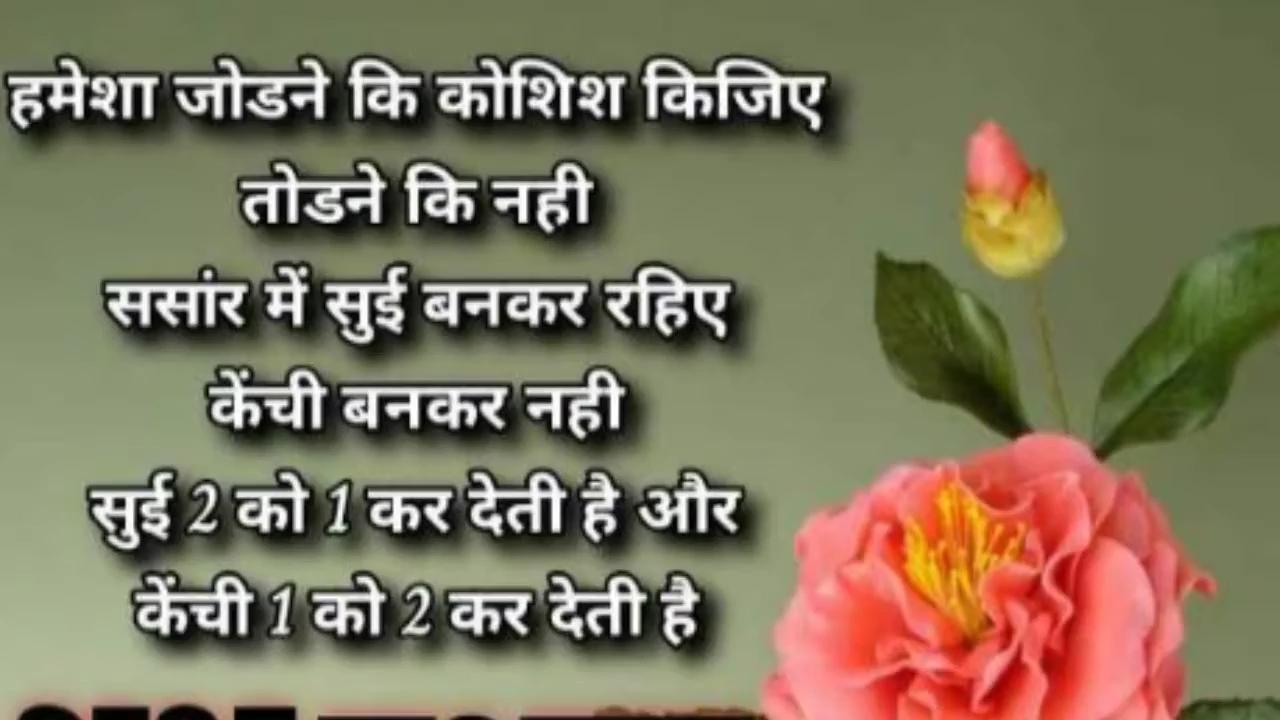 हमेशा जोडने कि कोशिश किजिए
तोडने कि नही
ससांर में सुई बनकर रहिए
केंची बनकर नही
सुई 2 को 1 कर देती है और
केंची 1 को 2 कर देती है